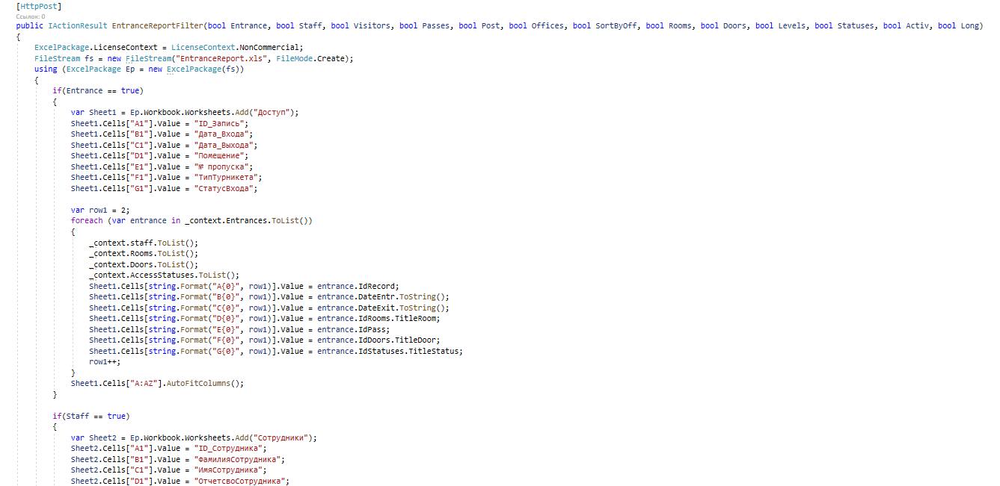 [HttpPost]
Ссылок: 0
public IActionResult EntranceReportFilter(bool Entrance, bool Staff, bool Visitors, bool Passes, bool Post, bool Offices, bool SortByOff, bool Rooms, bool Doors, bool Levels, bool Statuses, bool Activ, bool Long)
{
ExcelPackage.LicenseContext = LicenseContext.NonCommercial;
FileStream fs = new FileStream("EntranceReport.xls", FileMode.Create);
using (ExcelPackage Ep = new ExcelPackage(fs))
{
if(Entrance == true)
{
var Sheet1 = Ep.Workbook.Worksheets.Add("Доступ");
Sheet1.Cells["A1"].Value = "ID_Запись";
Sheet1.Cells["B1"].Value = "Дата_Входа";
Sheet1.Cells["C1"].Value = "Дата_Выхода";
Sheet1.Cells["D1"].Value = "Помещение";
Sheet1.Cells["E1"].Value = "№ пропуска";
Sheet1.Cells["F1"].Value = "ТипТурникета";
Sheet1.Cells["G1"].Value = "СтатусВхода";
var row1 = 2;
foreach (var entrance in _context.Entrances.ToList())
{
_context.staff.ToList();
_context.Rooms.ToList();
_context.Doors.ToList();
_context.AccessStatuses.ToList();
Sheet1.Cells[string.Format("A{0}", row1)].Value = entrance.IdRecord;
Sheet1.Cells[string.Format("B{0}", row1)].Value = entrance.DateEntr.ToString();
Sheet1.Cells[string.Format("C{0}", row1)].Value = entrance.DateExit.ToString();
Sheet1.Cells[string.Format("D{0}", row1)].Value = entrance.IdRooms.TitleRoom;
Sheet1.Cells[string.Format("E{0}", row1)].Value = entrance.IdPass;
Sheet1.Cells[string.Format("F{0}", row1)].Value = entrance.IdDoors.TitleDoor;
Sheet1.Cells[string.Format("G{0}", row1)].Value = entrance.IdStatuses.TitleStatus;
row1++;
}
Sheet1.Cells["A:AZ"].AutoFitColumns();
}
if(Staff == true)
{
var Sheet2 = Ep.Workbook.Worksheets.Add("Сотрудники");
Sheet2.Cells["A1"].Value = "ID_Сотрудника";
Sheet2.Cells["B1"].Value = "ФамилияСотрудника";
Sheet2.Cells["C1"].Value = "ИмяСотрудника";
Sheet2.Cells["D1"].Value = "ОтчетсвоСотрудника";